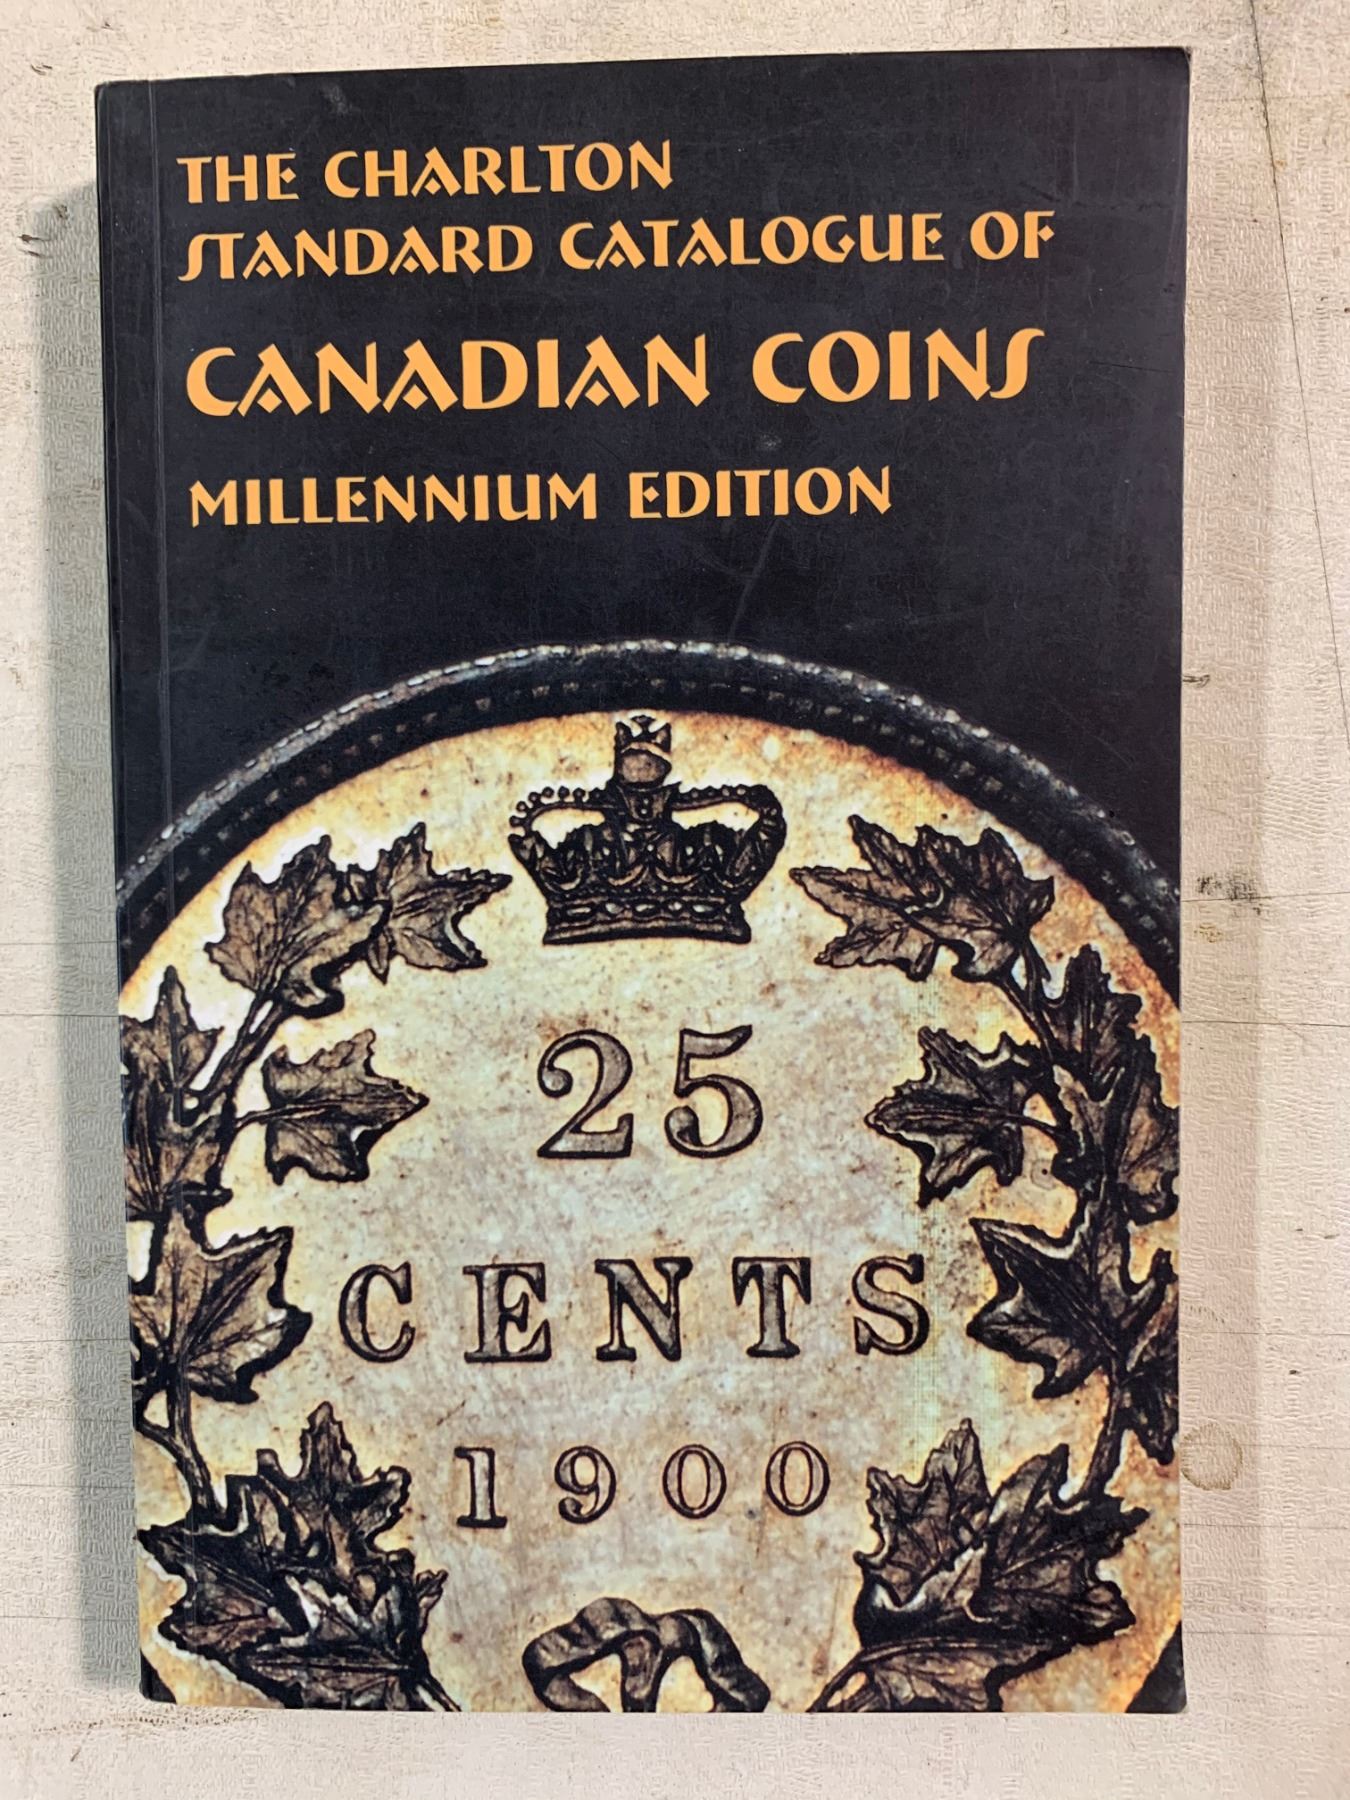 THE CHARLTON
STANDARD CATALOGUE OF
CANADIAN COINS
MILLENNIUM EDITION
25
CENTS
1900